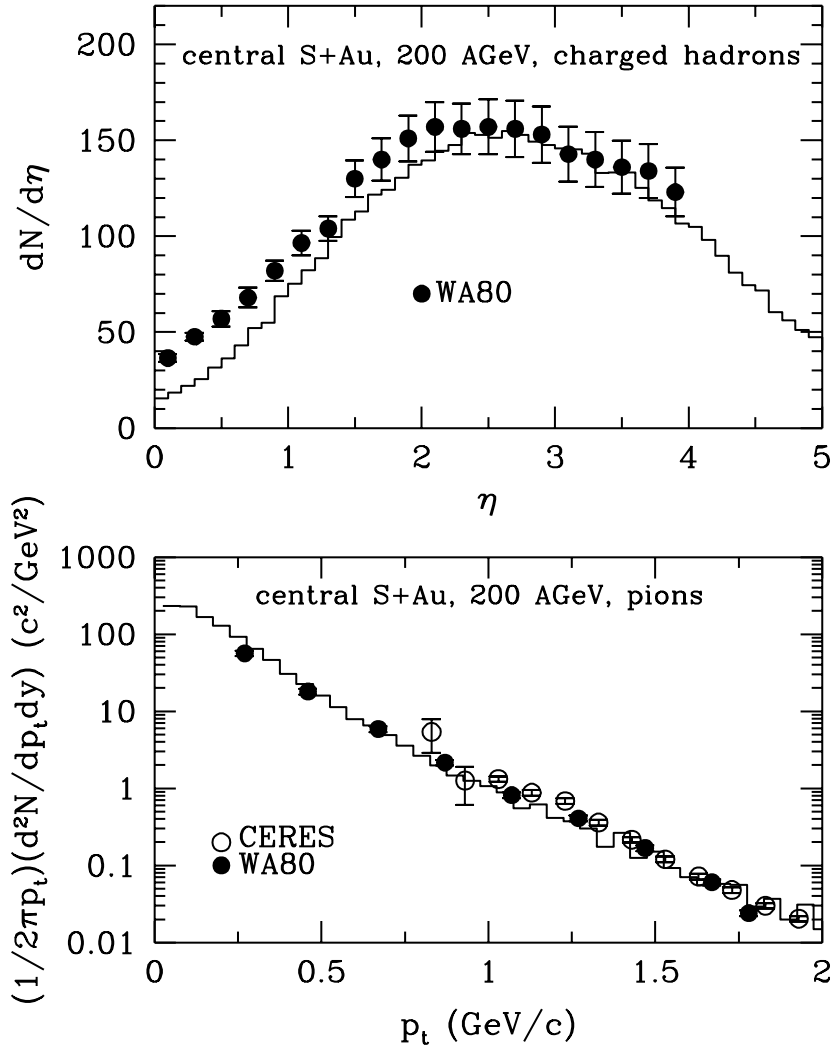 central S+Au, 200 AGeV, charged hadrons
200
150
100
50
0
dN/dη
WA80
0 1 2 3 4 5
η
central S+Au, 200 AGeV, pions
1000
100
10
1
0.1
0.01
(1/2πp_t)(d²N/dp_tdy) (c²/GeV²)
CERES
WA80
0 0.5 1 1.5 2
p_t (GeV/c)